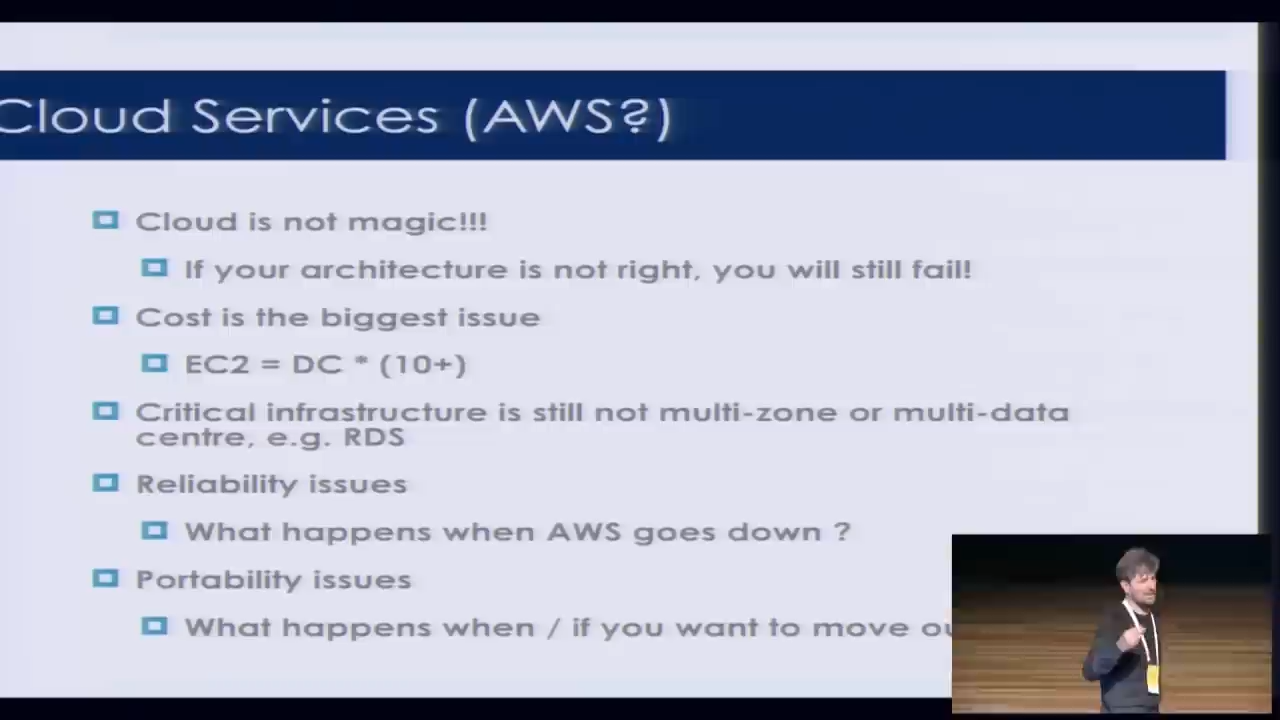 Cloud Services (AWS?)
Cloud is not magic!!!
If your architecture is not right, you will still fail!
Cost is the biggest issue
EC2 = DC * (10+)
Critical infrastructure is still not multi-zone or multi-data
centre, e.g. RDS
Reliability issues
What happens when AWS goes down ?
Portability issues
What happens when / if you want to move